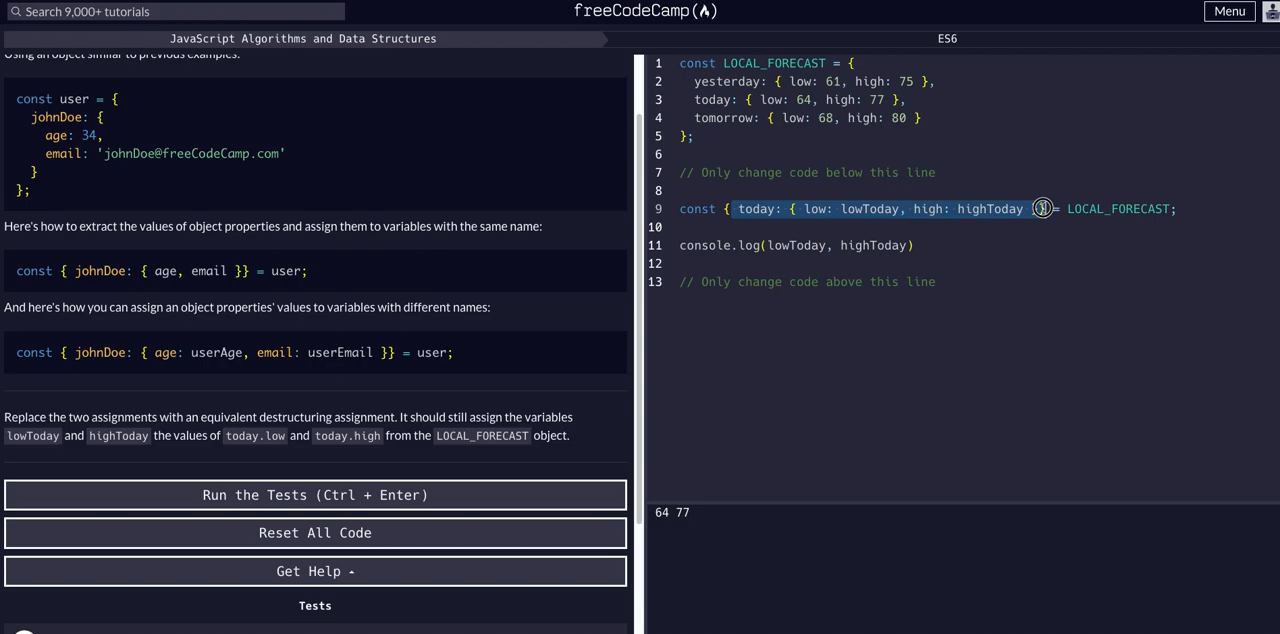 Search 9,000+ tutorials
freeCodeCamp
Menu
JavaScript Algorithms and Data Structures
ES6
Using an object similar to previous examples:
const user = {
johnDoe: {
age: 34,
email: 'johnDoe@freeCodeCamp.com'
}
};
Here's how to extract the values of object properties and assign them to variables with the same name:
const { johnDoe: { age, email }} = user;
And here's how you can assign an object properties' values to variables with different names:
const { johnDoe: { age: userAge, email: userEmail }} = user;
Replace the two assignments with an equivalent destructuring assignment. It should still assign the variables
lowToday and highToday the values of today.low and today.high from the LOCAL_FORECAST object.
Run the Tests (Ctrl + Enter)
Reset All Code
Get Help
Tests
1 const LOCAL_FORECAST = {
2 yesterday: { low: 61, high: 75 },
3 today: { low: 64, high: 77 },
4 tomorrow: { low: 68, high: 80 }
5 };
6
7 // Only change code below this line
8
9 const { today: { low: lowToday, high: highToday }} = LOCAL_FORECAST;
10
11 console.log(lowToday, highToday)
12
13 // Only change code above this line
64 77